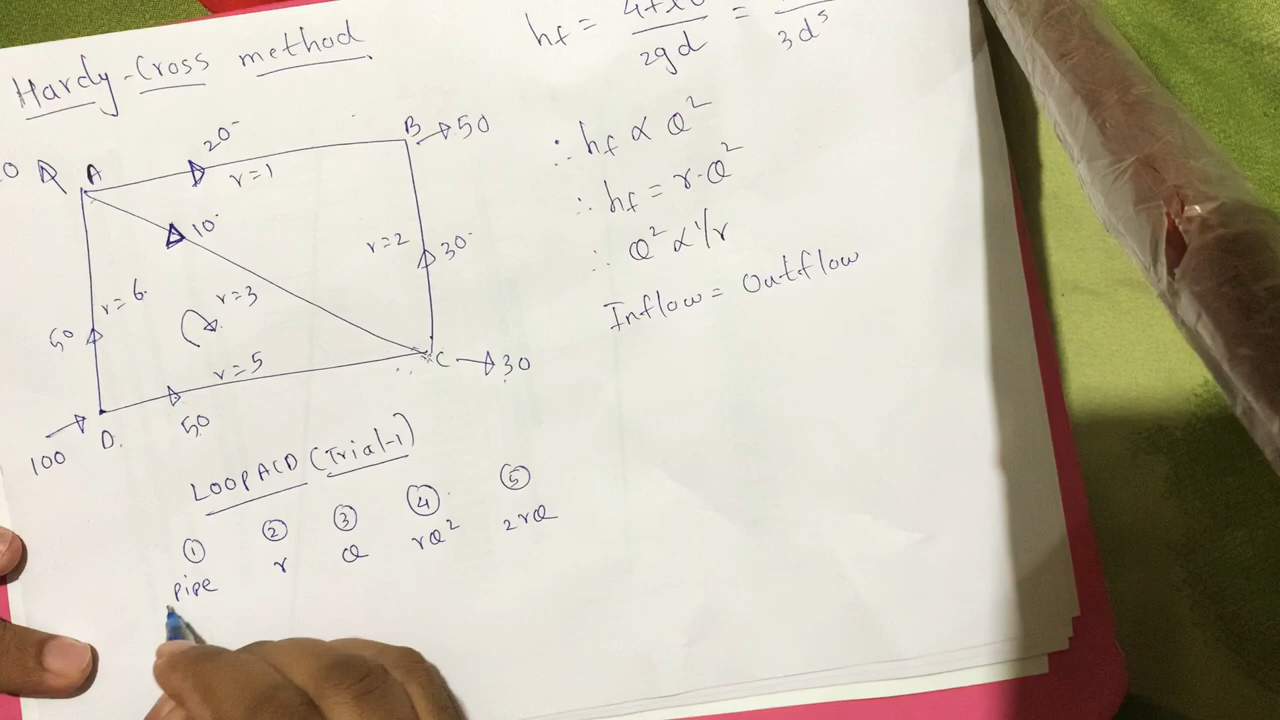 Hardy-Cross method
hf = / 2gd = / 3d⁵
∴ hf ∝ Q²
∴ hf = r·Q²
∴ Q² ∝ 1/r
Inflow = Outflow
A
20
r=1
B
50
10
r=2
30
r=6
r=3
50
r=5
C
30
50
100
D
LOOP ACD (Trial-1)
① ② ③ ④ ⑤
pipe r Q rQ² 2rQ